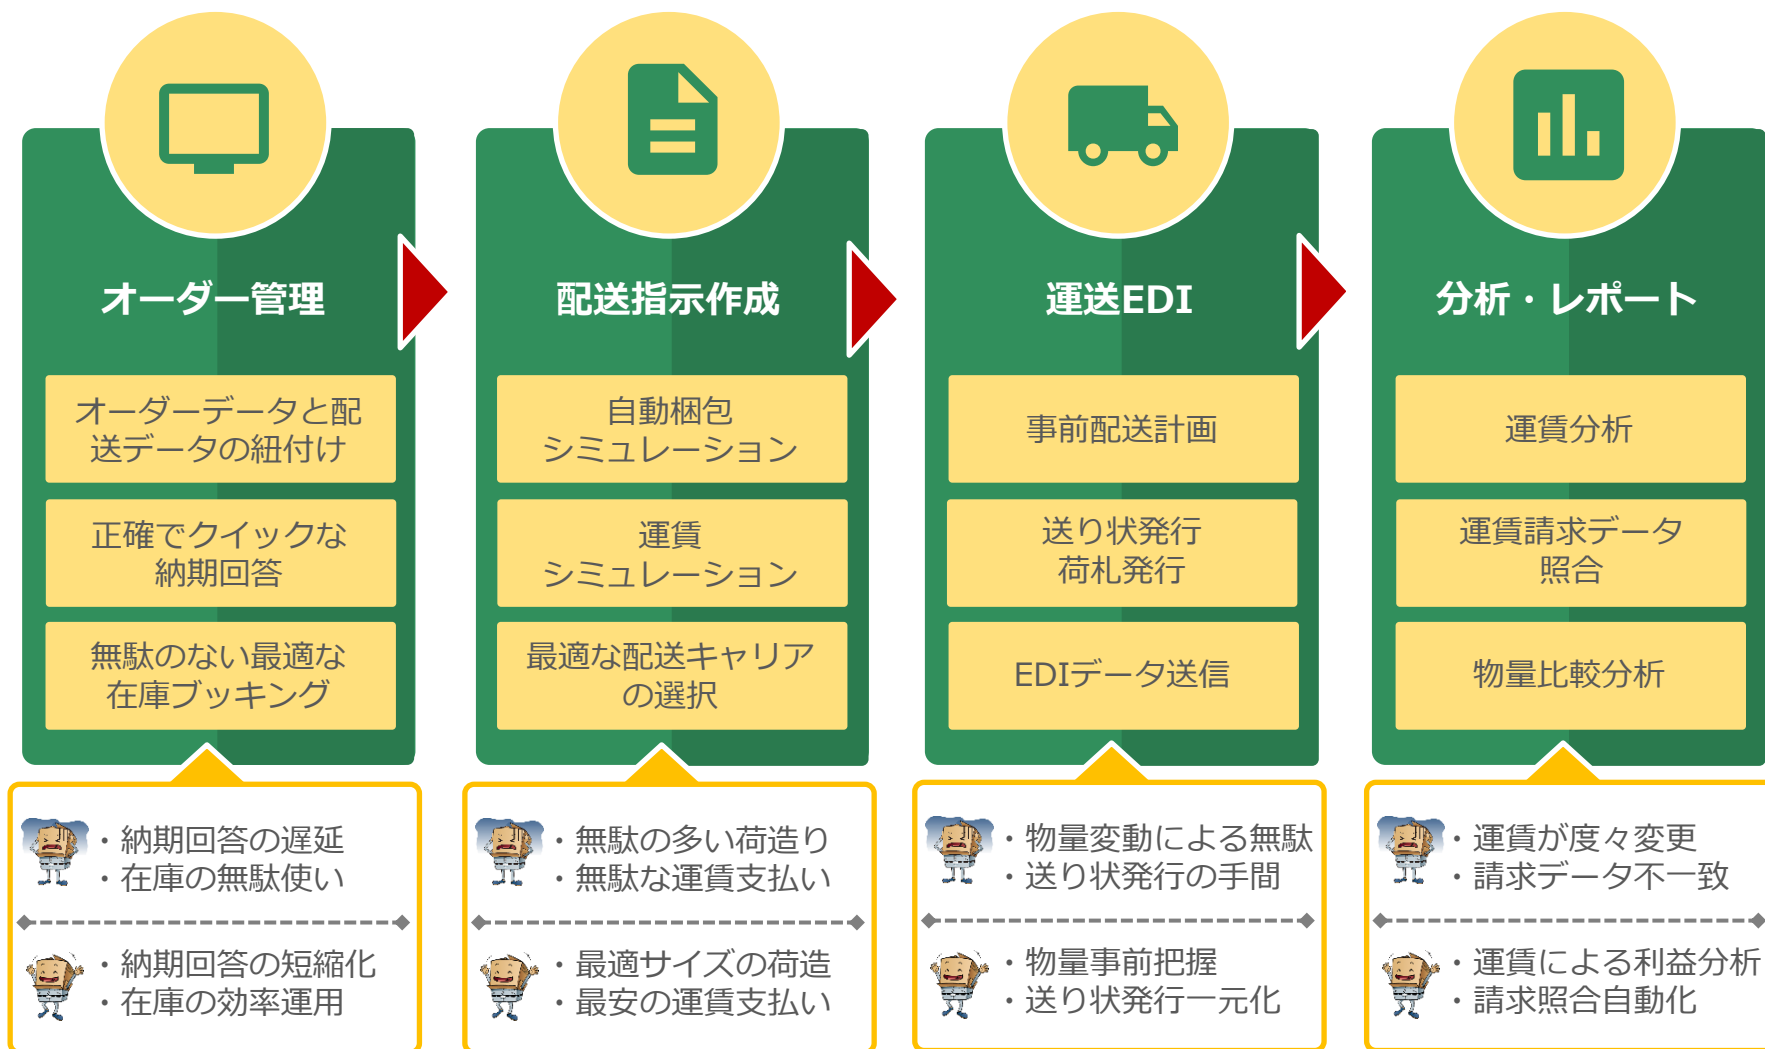 オーダー管理
オーダーデータと配
送データの紐付け
正確でクイックな
納期回答
無駄のない最適な
在庫ブッキング
・納期回答の遅延
・在庫の無駄使い
・納期回答の短縮化
・在庫の効率運用
配送指示作成
自動梱包
シミュレーション
運賃
シミュレーション
最適な配送キャリア
の選択
・無駄の多い荷造り
・無駄な運賃支払い
・最適サイズの荷造
・最安の運賃支払い
運送EDI
事前配送計画
送り状発行
荷札発行
EDIデータ送信
・物量変動による無駄
・送り状発行の手間
・物量事前把握
・送り状発行一元化
分析・レポート
運賃分析
運賃請求データ
照合
物量比較分析
・運賃が度々変更
・請求データ不一致
・運賃による利益分析
・請求照合自動化